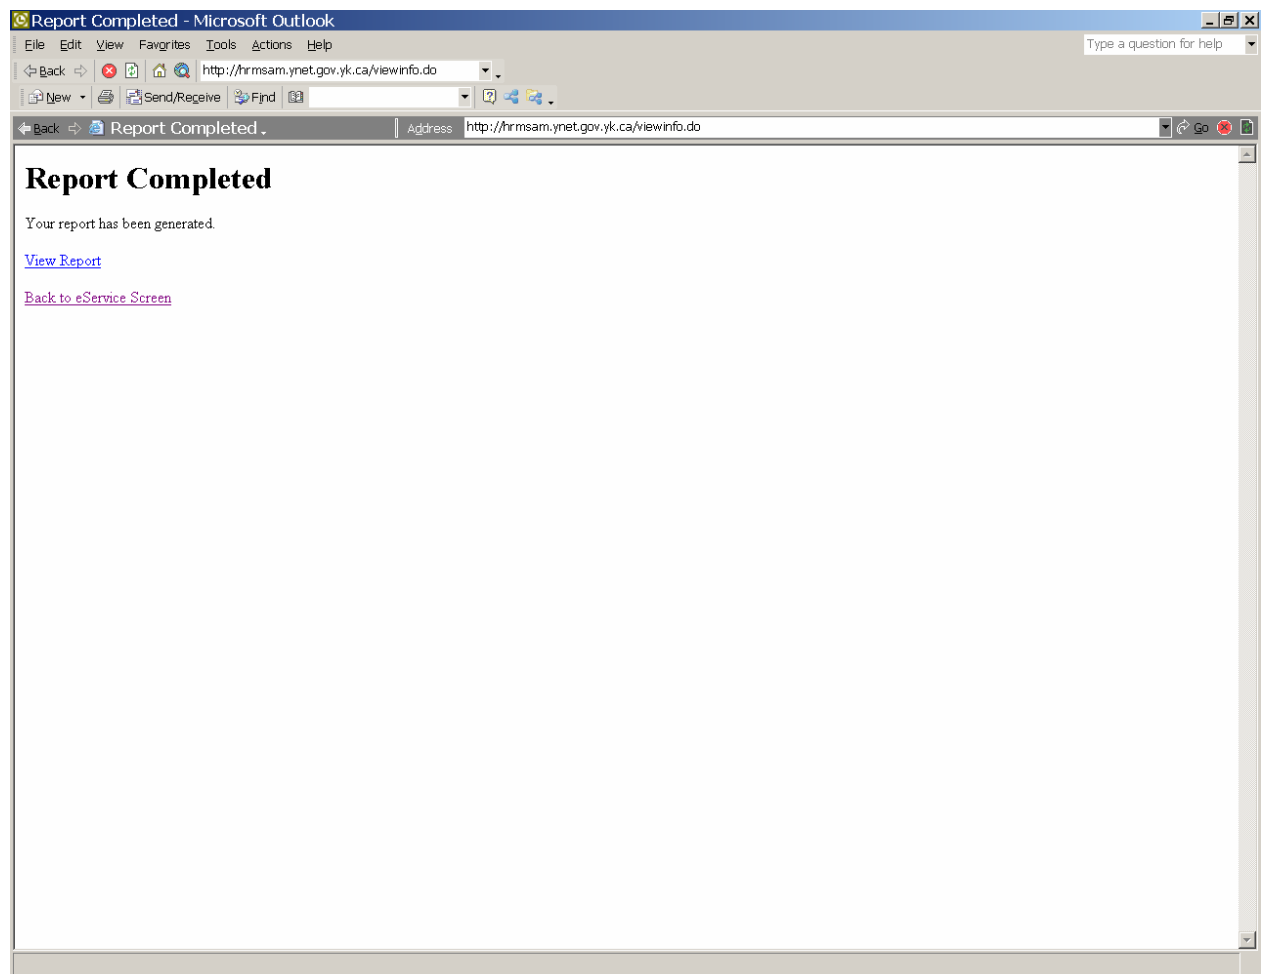 Report Completed - Microsoft Outlook
File Edit View Favorites Tools Actions Help Type a question for help
Back http://hrmsam.ynet.gov.yk.ca/viewinfo.do
New Send/Receive Find
Back Report Completed Address http://hrmsam.ynet.gov.yk.ca/viewinfo.do Go
Report Completed
Your report has been generated.
View Report
Back to eService Screen